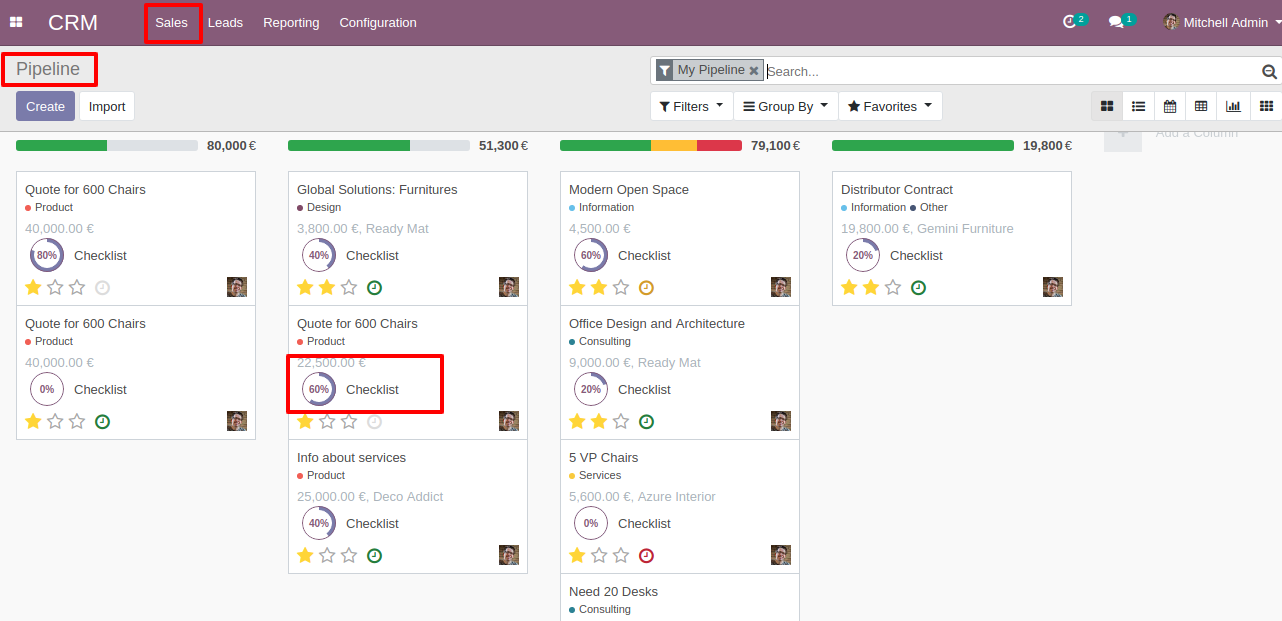 CRM Sales Leads Reporting Configuration 2 1 Mitchell Admin
Pipeline
My Pipeline Search...
Create Import Filters Group By Favorites
Add a Column
80,000 € 51,300 € 79,100 € 19,800 €
Quote for 600 Chairs
Product
40,000.00 €
80% Checklist
Quote for 600 Chairs
Product
40,000.00 €
0% Checklist
Global Solutions: Furnitures
Design
3,800.00 €, Ready Mat
40% Checklist
Quote for 600 Chairs
Product
22,500.00 €
60% Checklist
Info about services
Product
25,000.00 €, Deco Addict
40% Checklist
Modern Open Space
Information
4,500.00 €
60% Checklist
Office Design and Architecture
Consulting
9,000.00 €, Ready Mat
20% Checklist
5 VP Chairs
Services
5,600.00 €, Azure Interior
0% Checklist
Need 20 Desks
Consulting
Distributor Contract
Information Other
19,800.00 €, Gemini Furniture
20% Checklist